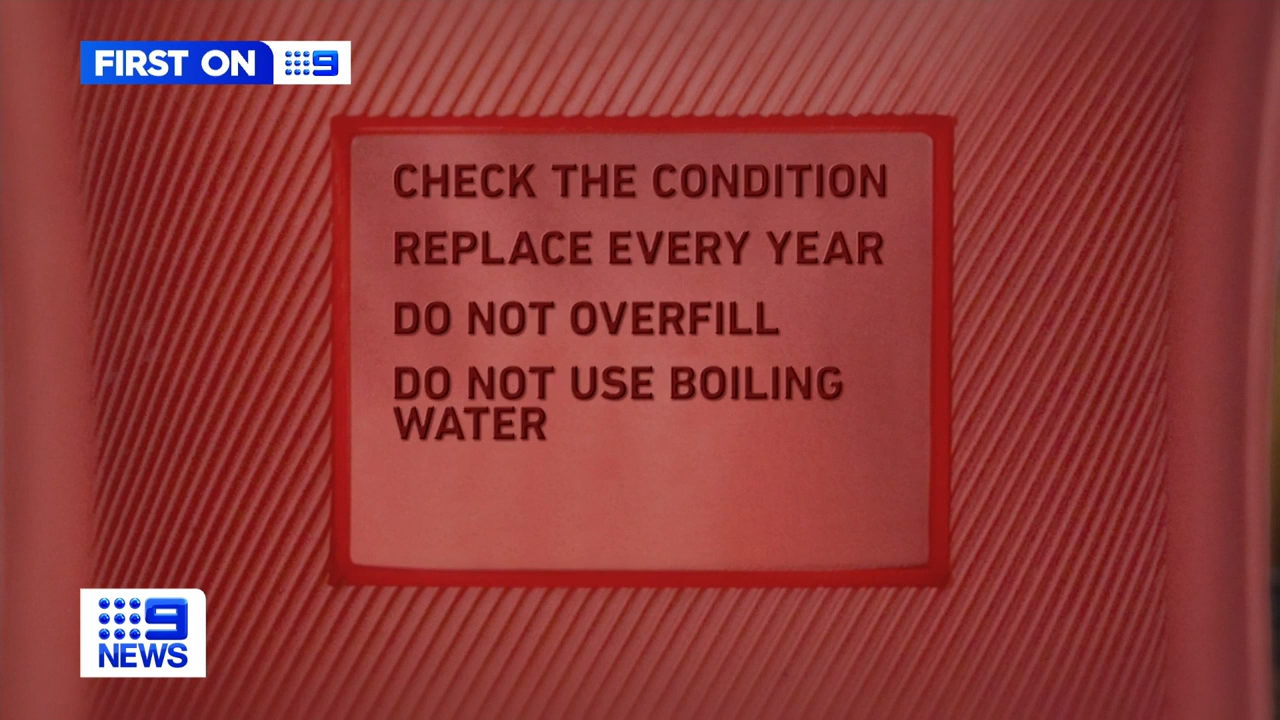 FIRST ON 9
CHECK THE CONDITION
REPLACE EVERY YEAR
DO NOT OVERFILL
DO NOT USE BOILING
WATER
9
NEWS